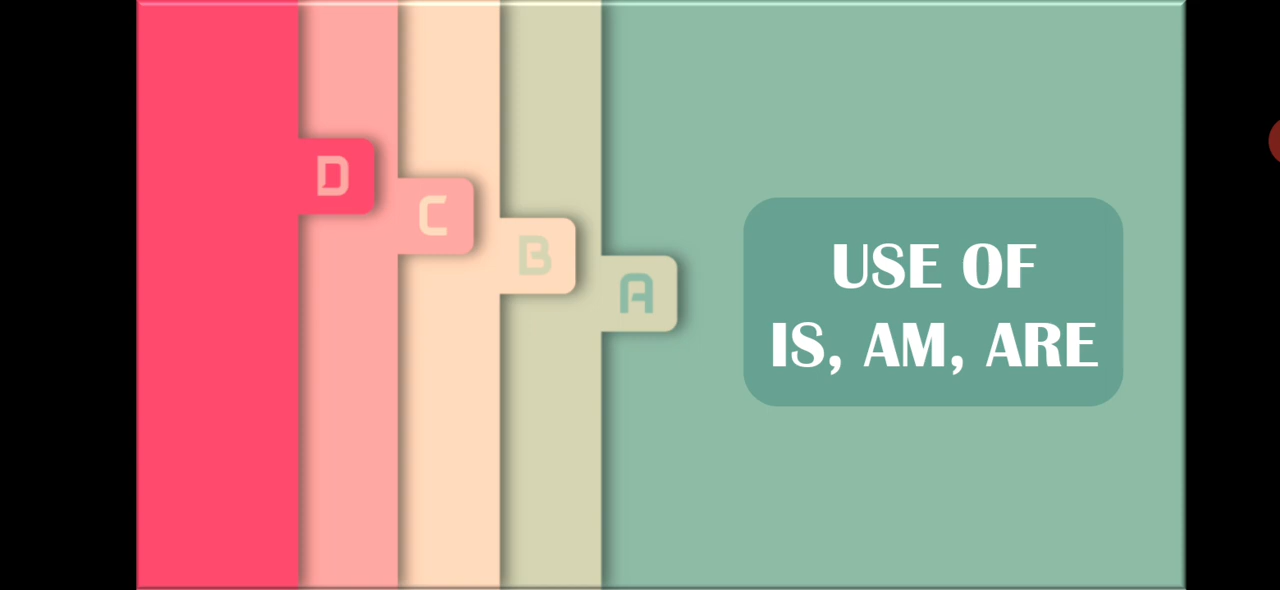 D
C
B
A
USE OF
IS, AM, ARE